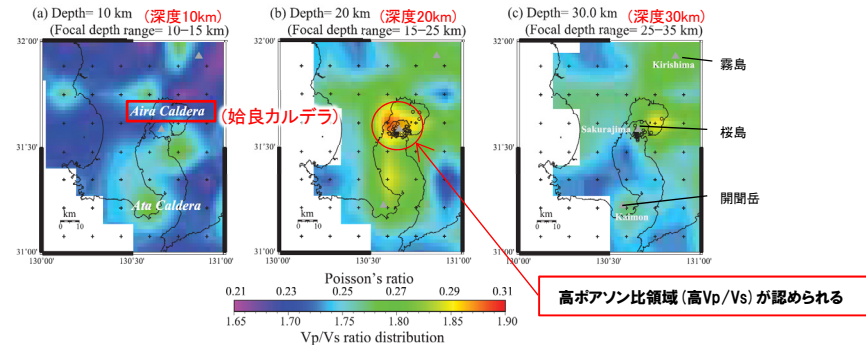 (a) Depth= 10 km (深度10km)
(Focal depth range= 10−15 km)
(b) Depth= 20 km (深度20km)
(Focal depth range= 15−25 km)
(c) Depth= 30.0 km (深度30km)
(Focal depth range= 25−35 km)
32˚00'
31˚30'
31˚00'
Aira Caldera
(姶良カルデラ)
Ata Caldera
km
0 10
130˚00' 130˚30' 131˚00'
32˚00'
31˚30'
31˚00'
km
0 10
130˚00' 130˚30' 131˚00'
32˚00'
31˚30'
31˚00'
Kirishima
Sakurajima
Kaimon
km
0 10
130˚00' 130˚30' 131˚00'
霧島
桜島
開聞岳
高ポアソン比領域(高Vp/Vs)が認められる
Poisson's ratio
0.21 0.23 0.25 0.27 0.29 0.31
1.65 1.70 1.75 1.80 1.85 1.90
Vp/Vs ratio distribution